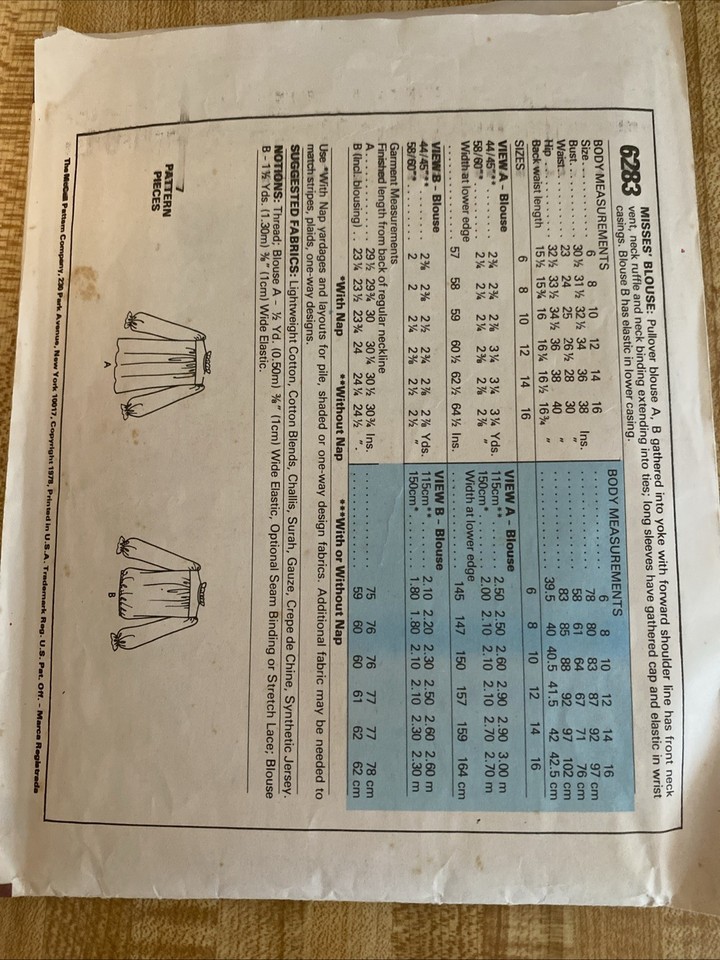 6283 MISSES' BLOUSE: Pullover blouse A, B gathered into yoke with forward shoulder line has front neck
vent, neck ruffle and neck binding extending into ties; long sleeves have gathered cap and elastic in wrist
casings. Blouse B has elastic in lower casing.
BODY MEASUREMENTS
Size 6 8 10 12 14 16
Bust 30½ 31½ 32½ 34 36 38 Ins.
Waist 23 24 25 26½ 28 30 "
Hip 32½ 33½ 34½ 36 38 40 "
Back waist length 15½ 15¾ 16 16¼ 16½ 16¾ "
SIZES 6 8 10 12 14 16
VIEW A - Blouse
44/45"** 2¾ 2¾ 2⅞ 3¼ 3¼ 3¼ Yds.
58/60"* 2¼ 2¼ 2¼ 2⅜ 2⅞ 2⅞ "
Width at lower edge
57 58 59 60½ 62½ 64½ Ins.
VIEW B - Blouse
44/45"** 2⅜ 2⅜ 2½ 2¾ 2⅞ 2⅞ Yds.
58/60"* 2 2 2¼ 2⅜ 2½ 2½ "
Garment Measurements
Finished length from back of regular neckline
A 29½ 29¾ 30 30¼ 30½ 30¾ Ins.
B (Incl. blousing) 23¼ 23½ 23¾ 24 24¼ 24½ "
BODY MEASUREMENTS
6 8 10 12 14 16
78 80 83 87 92 97 cm
58 61 64 67 71 76 cm
83 85 88 92 97 102 cm
39.5 40 40.5 41.5 42 42.5 cm
6 8 10 12 14 16
VIEW A - Blouse
115cm** 2.50 2.50 2.60 2.90 2.90 3.00 m
150cm* 2.00 2.10 2.10 2.10 2.70 2.70 m
Width at lower edge
145 147 150 157 159 164 cm
VIEW B - Blouse
115cm** 2.10 2.20 2.30 2.50 2.60 2.60 m
150cm* 1.80 1.80 2.10 2.10 2.30 2.30 m
75 76 76 77 77 78 cm
59 60 60 61 62 62 cm
*With Nap **Without Nap ***With or Without Nap
Use *With Nap yardages and layouts for pile, shaded or one-way design fabrics. Additional fabric may be needed to
match stripes, plaids, one-way designs.
SUGGESTED FABRICS: Lightweight Cotton, Cotton Blends, Challis, Surah, Gauze, Crepe de Chine, Synthetic Jersey.
NOTIONS: Thread; Blouse A - ½ Yd. (0.50m) ⅜" (1cm) Wide Elastic, Optional Seam Binding or Stretch Lace; Blouse
B - 1⅜ Yds. (1.30m) ⅜" (1cm) Wide Elastic.
7
PATTERN
PIECES
A
B
The McCall Pattern Company, 230 Park Avenue, New York 10017, Copyright 1978, Printed in U.S.A. Trademark Reg. U.S. Pat. Off. - Marca Registrada